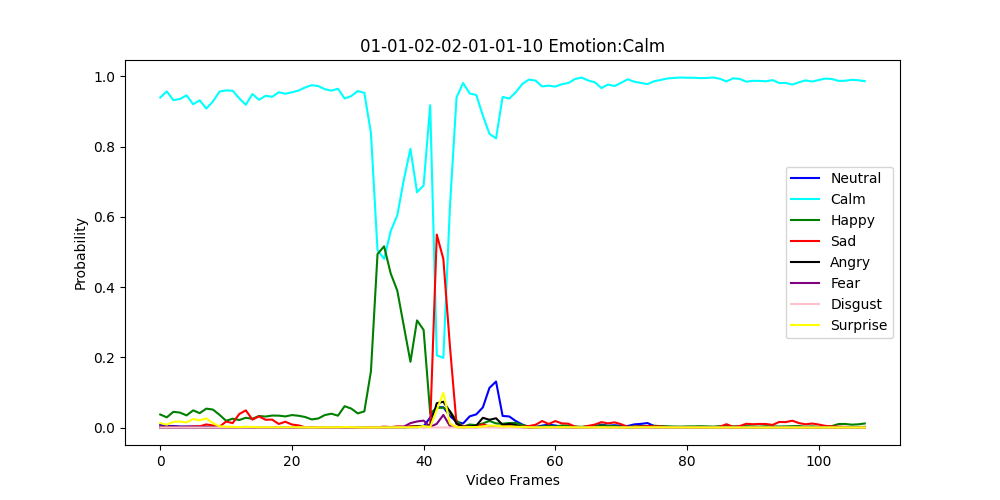 01-01-02-02-01-01-10 Emotion:Calm
1.0
0.8
0.6
0.4
0.2
0.0
Probability
0
20
40
60
80
100
Video Frames
Neutral
Calm
Happy
Sad
Angry
Fear
Disgust
Surprise